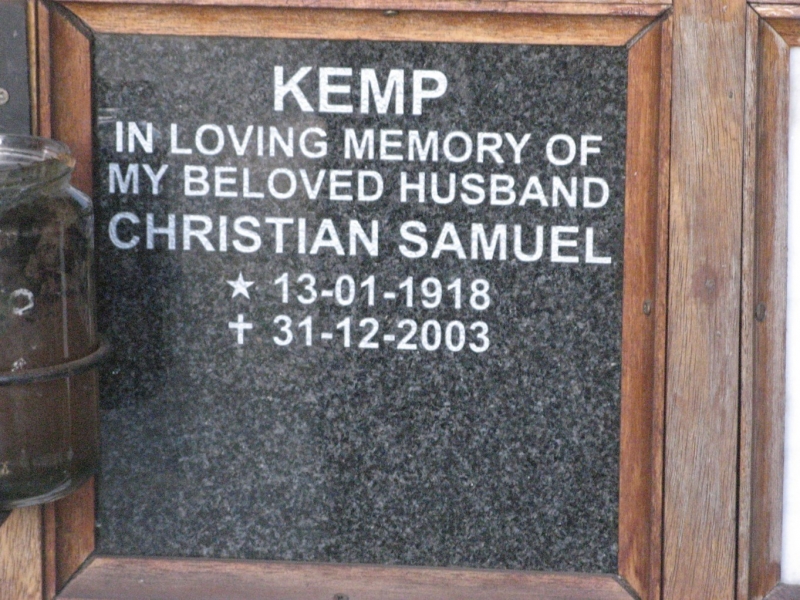 KEMP
IN LOVING MEMORY OF
MY BELOVED HUSBAND
CHRISTIAN SAMUEL
★ 13-01-1918
✝ 31-12-2003